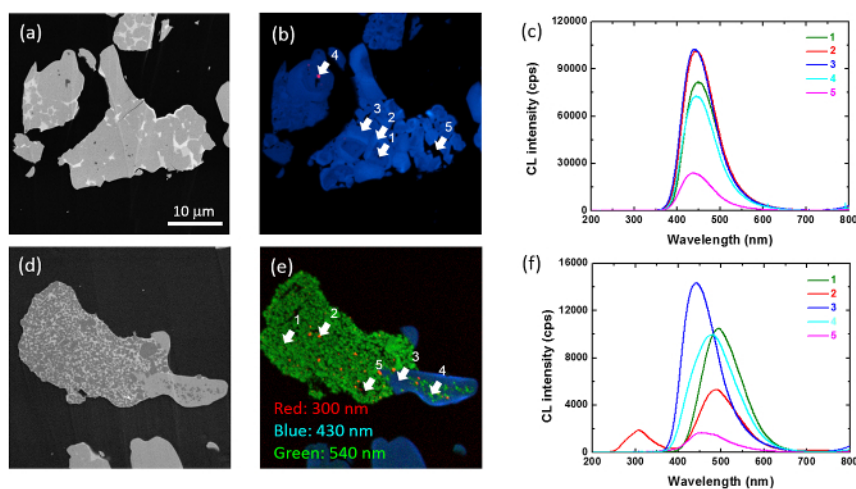 (a)
10 μm
(b)
4
3
2
1
5
(c)
CL intensity (cps)
120000
90000
60000
30000
0
1
2
3
4
5
200 300 400 500 600 700 800
Wavelength (nm)
(d)
(e)
1
2
3
4
5
Red: 300 nm
Blue: 430 nm
Green: 540 nm
(f)
CL intensity (cps)
16000
12000
8000
4000
0
1
2
3
4
5
200 300 400 500 600 700 800
Wavelength (nm)